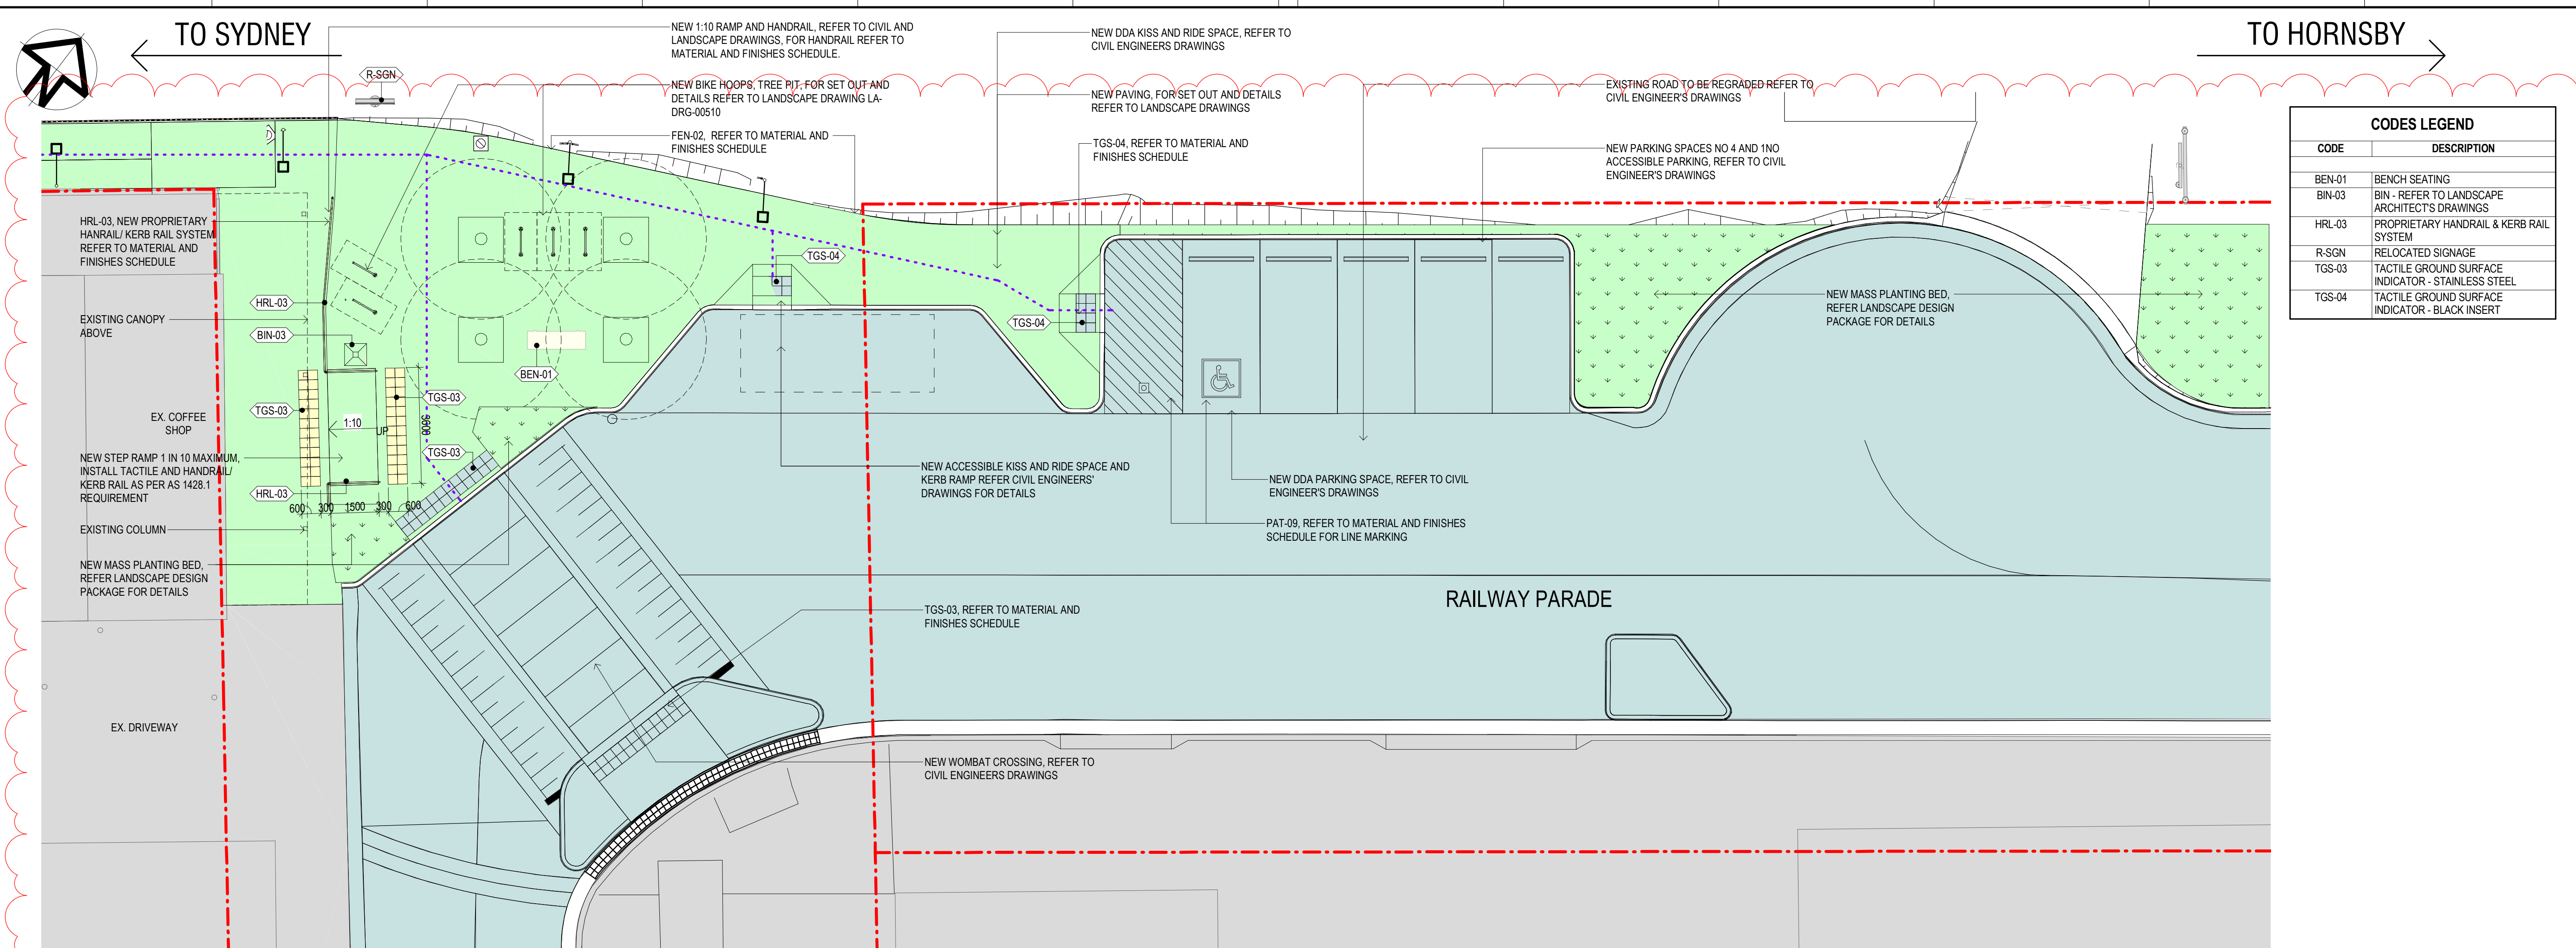 TO SYDNEY
TO HORNSBY
R-SGN
NEW 1:10 RAMP AND HANDRAIL, REFER TO CIVIL AND
LANDSCAPE DRAWINGS, FOR HANDRAIL REFER TO
MATERIAL AND FINISHES SCHEDULE.
NEW BIKE HOOPS, TREE PIT, FOR SET OUT AND
DETAILS REFER TO LANDSCAPE DRAWING LA-
DRG-00510
FEN-02, REFER TO MATERIAL AND
FINISHES SCHEDULE
NEW DDA KISS AND RIDE SPACE, REFER TO
CIVIL ENGINEERS DRAWINGS
NEW PAVING, FOR SET OUT AND DETAILS
REFER TO LANDSCAPE DRAWINGS
TGS-04, REFER TO MATERIAL AND
FINISHES SCHEDULE
EXISTING ROAD TO BE REGRADED REFER TO
CIVIL ENGINEER'S DRAWINGS
NEW PARKING SPACES NO 4 AND 1NO
ACCESSIBLE PARKING, REFER TO CIVIL
ENGINEER'S DRAWINGS
CODES LEGEND
CODE DESCRIPTION
BEN-01 BENCH SEATING
BIN-03 BIN - REFER TO LANDSCAPE
ARCHITECT'S DRAWINGS
HRL-03 PROPRIETARY HANDRAIL & KERB RAIL
SYSTEM
R-SGN RELOCATED SIGNAGE
TGS-03 TACTILE GROUND SURFACE
INDICATOR - STAINLESS STEEL
TGS-04 TACTILE GROUND SURFACE
INDICATOR - BLACK INSERT
HRL-03, NEW PROPRIETARY
HANRAIL/ KERB RAIL SYSTEM
REFER TO MATERIAL AND
FINISHES SCHEDULE
HRL-03
EXISTING CANOPY
ABOVE
BIN-03
TGS-03
EX. COFFEE
SHOP
1:10
UP
TGS-03
3600
TGS-03
NEW STEP RAMP 1 IN 10 MAXIMUM,
INSTALL TACTILE AND HANDRAIL/
KERB RAIL AS PER AS 1428.1
REQUIREMENT
HRL-03
600 300 1500 300 600
EXISTING COLUMN
NEW MASS PLANTING BED,
REFER LANDSCAPE DESIGN
PACKAGE FOR DETAILS
EX. DRIVEWAY
BEN-01
TGS-04
TGS-04
NEW MASS PLANTING BED,
REFER LANDSCAPE DESIGN
PACKAGE FOR DETAILS
NEW ACCESSIBLE KISS AND RIDE SPACE AND
KERB RAMP REFER CIVIL ENGINEERS'
DRAWINGS FOR DETAILS
NEW DDA PARKING SPACE, REFER TO CIVIL
ENGINEER'S DRAWINGS
PAT-09, REFER TO MATERIAL AND FINISHES
SCHEDULE FOR LINE MARKING
TGS-03, REFER TO MATERIAL AND
FINISHES SCHEDULE
RAILWAY PARADE
NEW WOMBAT CROSSING, REFER TO
CIVIL ENGINEERS DRAWINGS